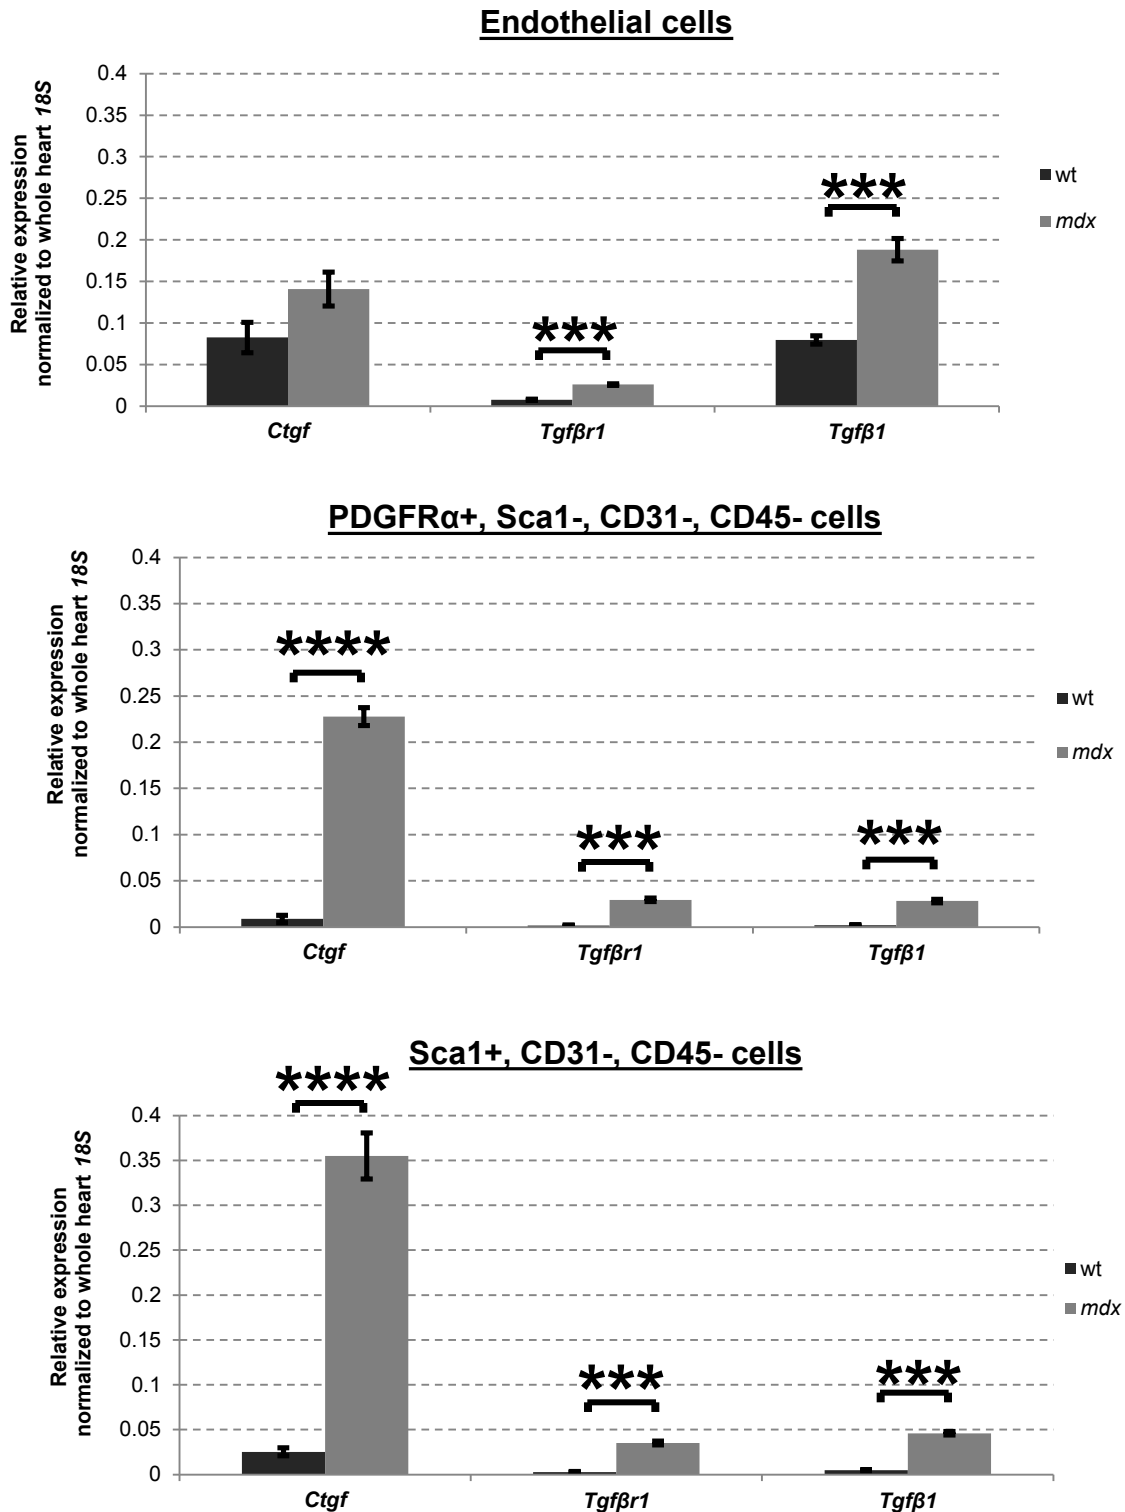 Endothelial cells
Relative expression
normalized to whole heart 18S
0.4
0.35
0.3
0.25
0.2
0.15
0.1
0.05
0
***
***
Ctgf
Tgfβr1
Tgfβ1
wt
mdx
PDGFRα+, Sca1-, CD31-, CD45- cells
Relative expression
normalized to whole heart 18S
0.4
0.35
0.3
0.25
0.2
0.15
0.1
0.05
0
****
***
***
Ctgf
Tgfβr1
Tgfβ1
wt
mdx
Sca1+, CD31-, CD45- cells
Relative expression
normalized to whole heart 18S
0.4
0.35
0.3
0.25
0.2
0.15
0.1
0.05
0
****
***
***
Ctgf
Tgfβr1
Tgfβ1
wt
mdx